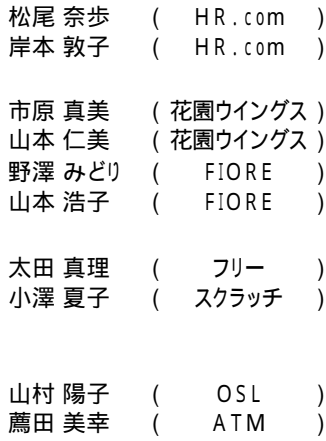 松尾 奈歩 ( HR.com )
岸本 敦子 ( HR.com )
市原 真美 ( 花園ウイングス )
山本 仁美 ( 花園ウイングス )
野澤 みどり ( FIORE )
山本 浩子 ( FIORE )
太田 真理 ( フリー )
小澤 夏子 ( スクラッチ )
山村 陽子 ( OSL )
薦田 美幸 ( ATM )